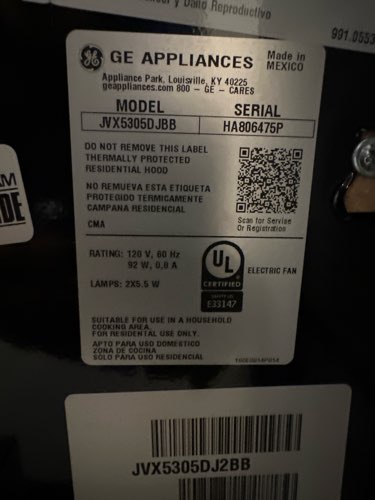 y Daño Reproductivo
991.0553
GE APPLIANCES
Made in
MEXICO
Appliance Park, Louisville, KY 40225
geappliances.com 800 - GE - CARES
MODEL SERIAL
JVX5305DJBB HA806475P
DO NOT REMOVE THIS LABEL
THERMALLY PROTECTED
RESIDENTIAL HOOD
NO REMUEVA ESTA ETIQUETA
PROTEGIDO TERMICAMENTE
CAMPANA RESIDENCIAL
CMA
Scan for Service
Or Registration
RATING: 120 V, 60 Hz
92 W, 0,8 A
LAMPS: 2X5.5 W
UL
CERTIFIED
E33147
ELECTRIC FAN
SUITABLE FOR USE IN A HOUSEHOLD
COOKING AREA.
FOR RESIDENTAL USE ONLY.
APTO PARA USO DOMESTICO
ZONA DE COCINA
SOLO PARA USO RESIDENCIAL
JVX5305DJ2BB